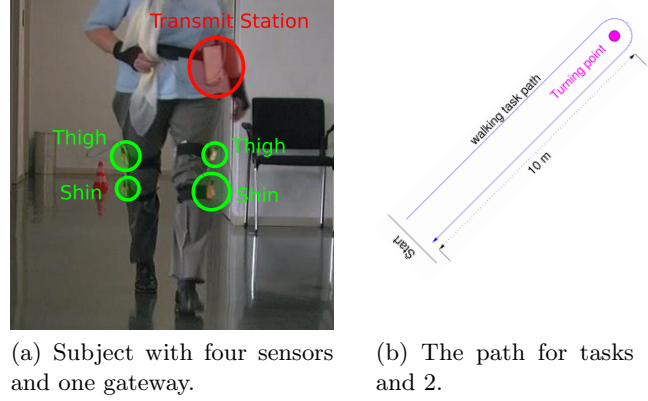 Transmit Station
Thigh
Thigh
Shin
Shin
walking task path
Turning point
10 m
Start
(a) Subject with four sensors
and one gateway.
(b) The path for tasks
and 2.